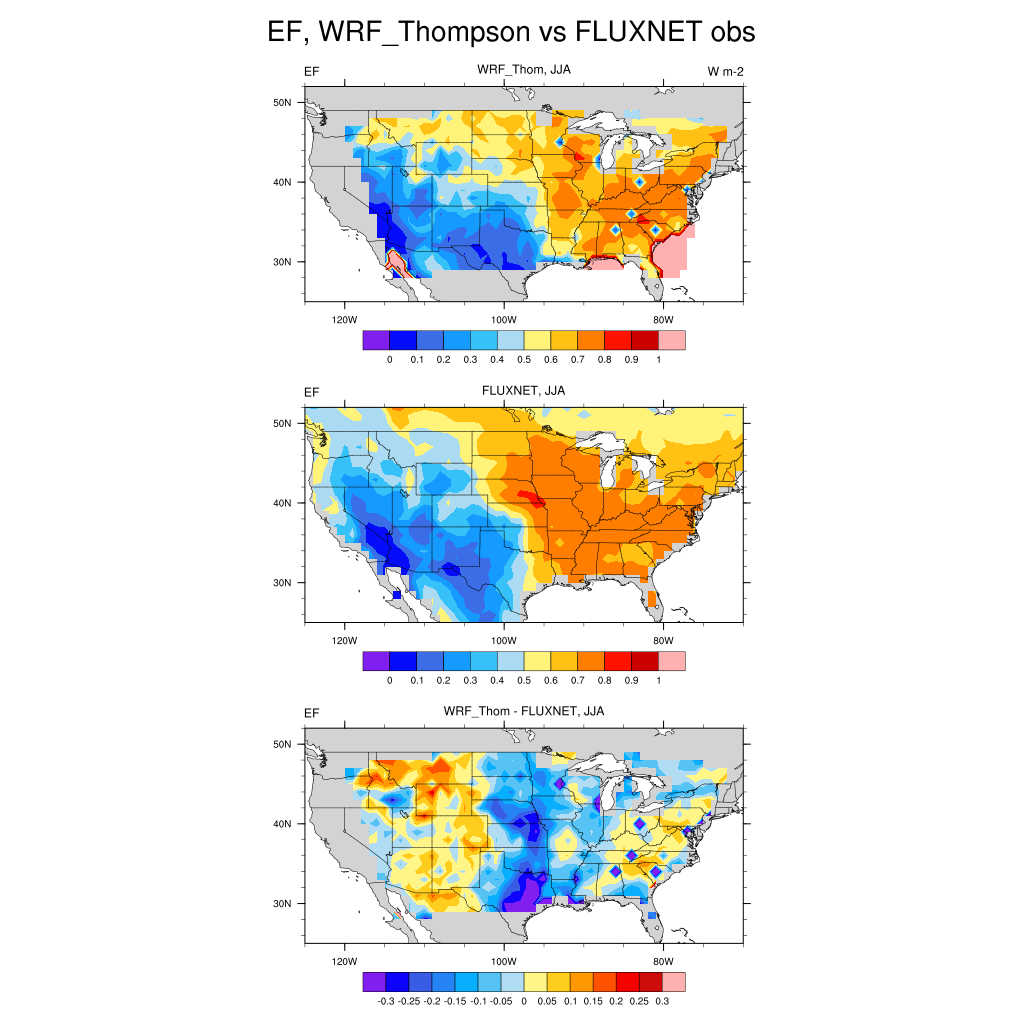 EF, WRF_Thompson vs FLUXNET obs
EF WRF_Thom, JJA W m-2
50N
40N
30N
120W 100W 80W
0 0.1 0.2 0.3 0.4 0.5 0.6 0.7 0.8 0.9 1
EF FLUXNET, JJA
50N
40N
30N
120W 100W 80W
0 0.1 0.2 0.3 0.4 0.5 0.6 0.7 0.8 0.9 1
EF WRF_Thom - FLUXNET, JJA
50N
40N
30N
120W 100W 80W
-0.3 -0.25 -0.2 -0.15 -0.1 -0.05 0 0.05 0.1 0.15 0.2 0.25 0.3